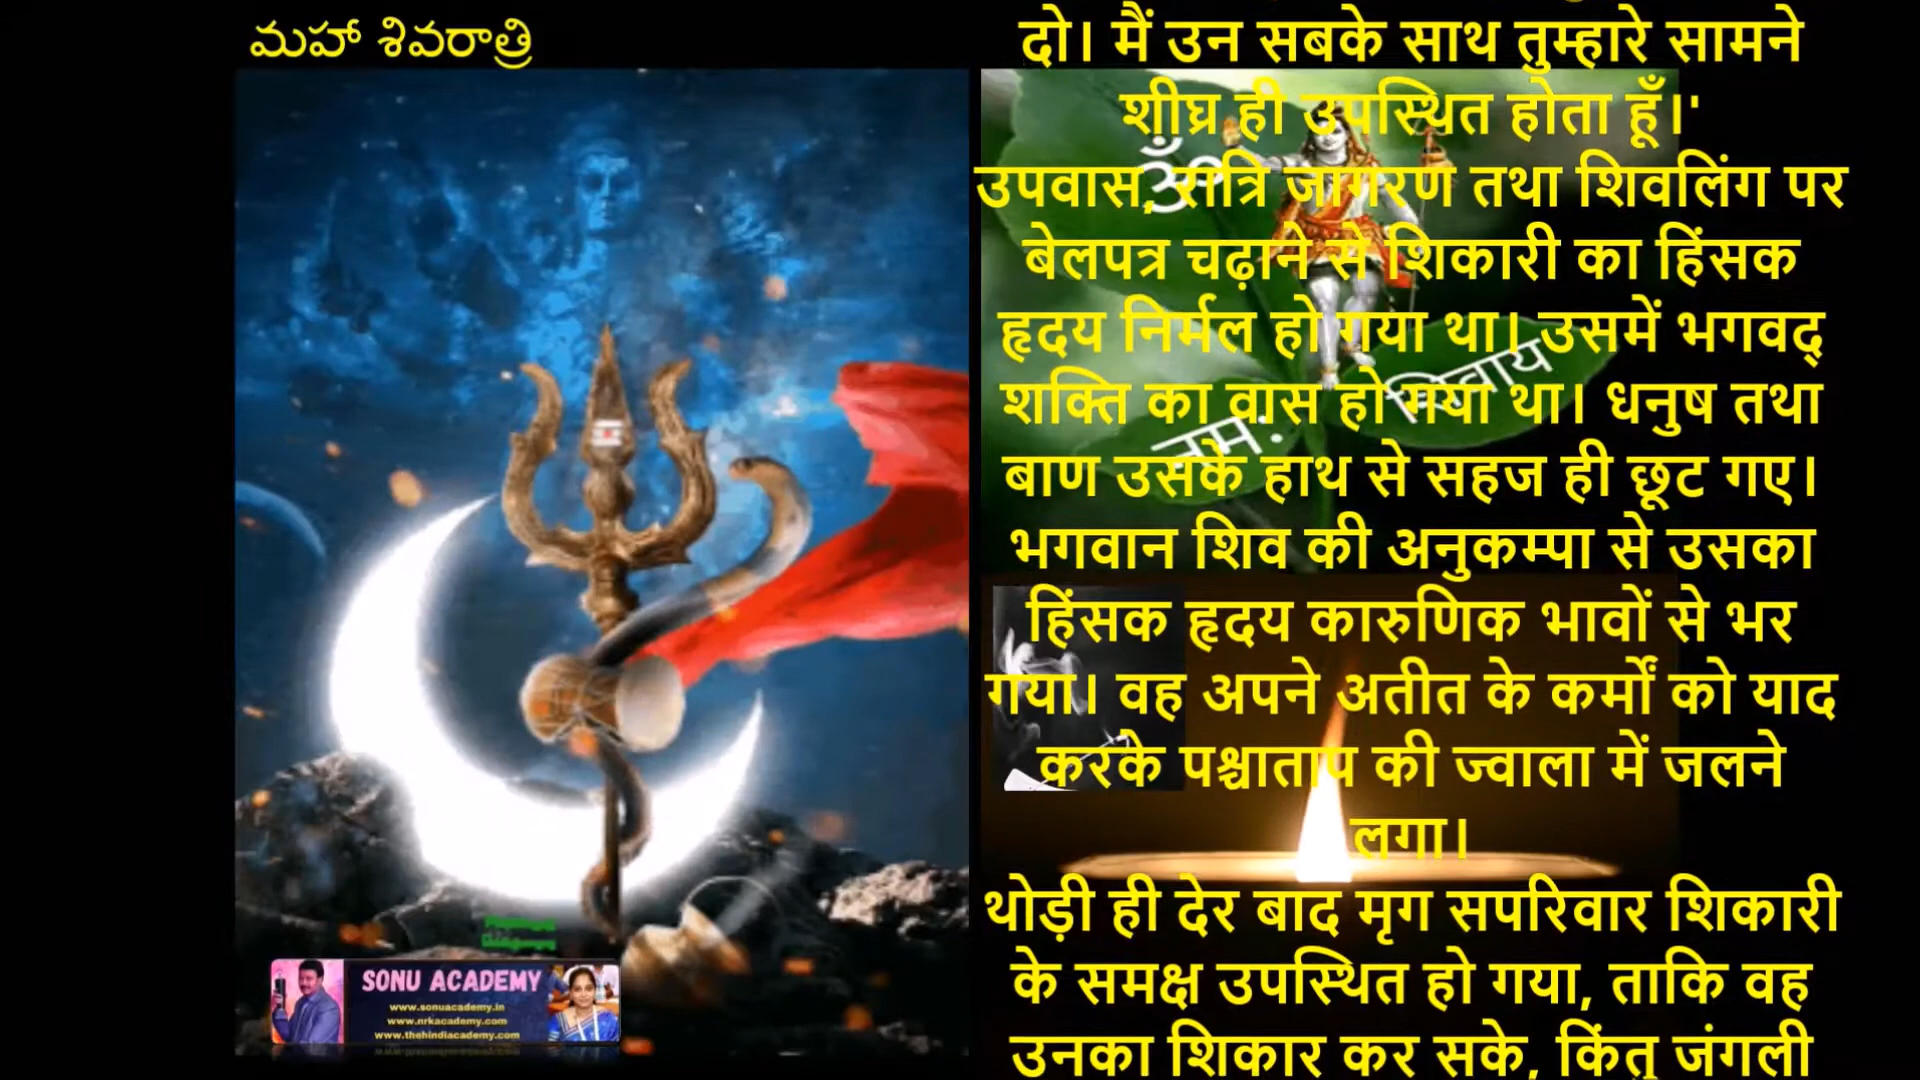 మహా శివరాత్రి
दो। मैं उन सबके साथ तुम्हारे सामने
शीघ्र ही उपस्थित होता हूँ।'
उपवास, रात्रि जागरण तथा शिवलिंग पर
बेलपत्र चढ़ाने से शिकारी का हिंसक
हृदय निर्मल हो गया था। उसमें भगवद्
शक्ति का वास हो गया था। धनुष तथा
बाण उसके हाथ से सहज ही छूट गए।
भगवान शिव की अनुकम्पा से उसका
हिंसक हृदय कारुणिक भावों से भर
गया। वह अपने अतीत के कर्मों को याद
करके पश्चाताप की ज्वाला में जलने
लगा।
थोड़ी ही देर बाद मृग सपरिवार शिकारी
के समक्ष उपस्थित हो गया, ताकि वह
उनका शिकार कर सके, किंतु जंगली
ॐ
नमः
शिवाय
SONU ACADEMY
www.sonuacademy.in
www.nrkacademy.com
www.thehindiacademy.com